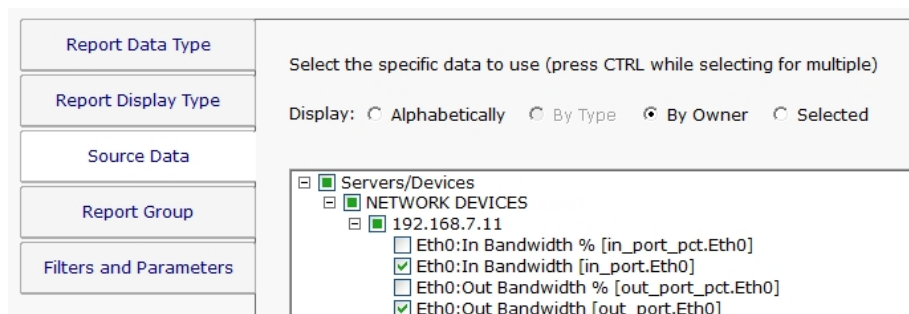 Report Data Type
Report Display Type
Source Data
Report Group
Filters and Parameters
Select the specific data to use (press CTRL while selecting for multiple)
Display: Alphabetically By Type By Owner Selected
Servers/Devices
NETWORK DEVICES
192.168.7.11
Eth0:In Bandwidth % [in_port_pct.Eth0]
Eth0:In Bandwidth [in_port.Eth0]
Eth0:Out Bandwidth % [out_port_pct.Eth0]
Eth0:Out Bandwidth [out_port.Eth0]